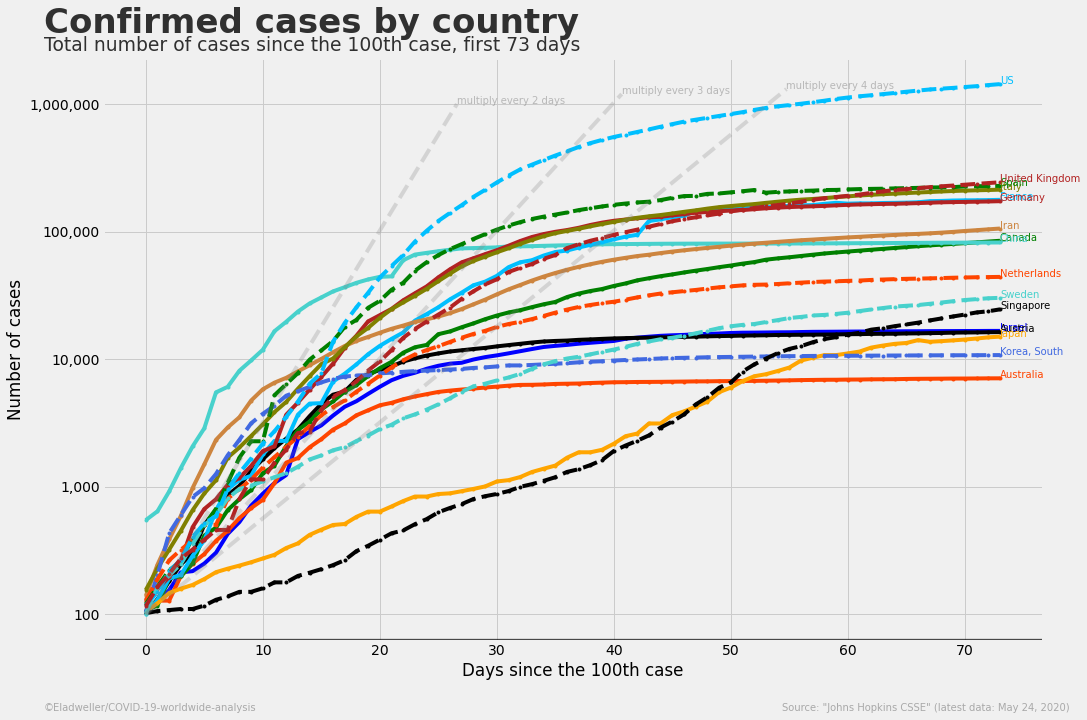 Confirmed cases by country
Total number of cases since the 100th case, first 73 days
multiply every 2 days
multiply every 3 days
multiply every 4 days
1,000,000
100,000
10,000
1,000
100
Number of cases
US
United Kingdom
Spain
Italy
Germany
Iran
Canada
Netherlands
Sweden
Singapore
Austria
Japan
Korea, South
Australia
0
10
20
30
40
50
60
70
Days since the 100th case
©Eladweller/COVID-19-worldwide-analysis
Source: "Johns Hopkins CSSE" (latest data: May 24, 2020)